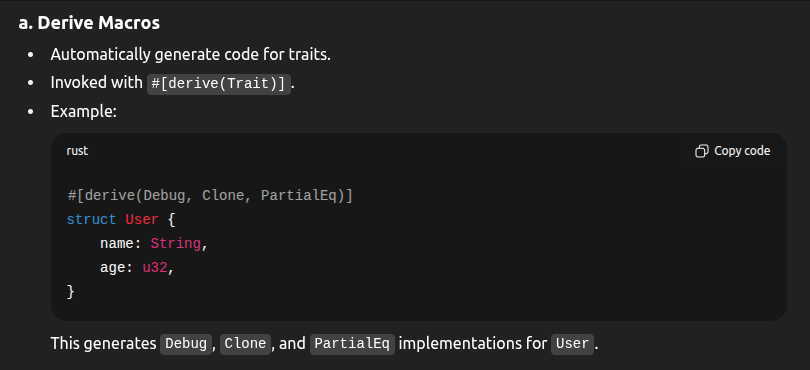 a. Derive Macros
• Automatically generate code for traits.
• Invoked with #[derive(Trait)].
• Example:
rust
Copy code
#[derive(Debug, Clone, PartialEq)]
struct User {
    name: String,
    age: u32,
}
This generates Debug, Clone, and PartialEq implementations for User.